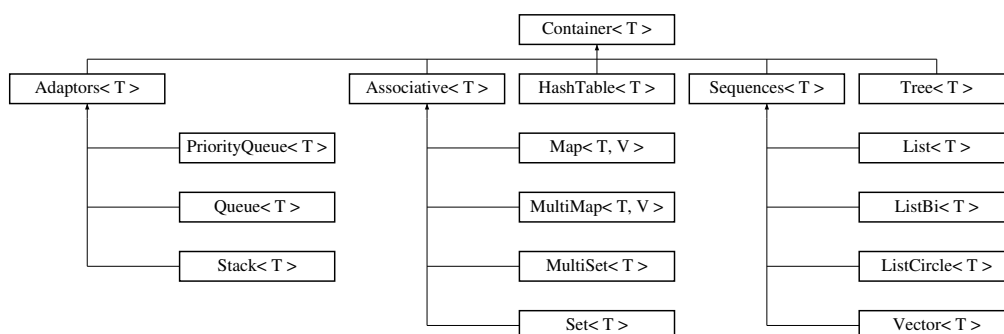 Container< T >
Adaptors< T > Associative< T > HashTable< T > Sequences< T > Tree< T >
PriorityQueue< T > Map< T, V > List< T >
Queue< T > MultiMap< T, V > ListBi< T >
Stack< T > MultiSet< T > ListCircle< T >
Set< T > Vector< T >